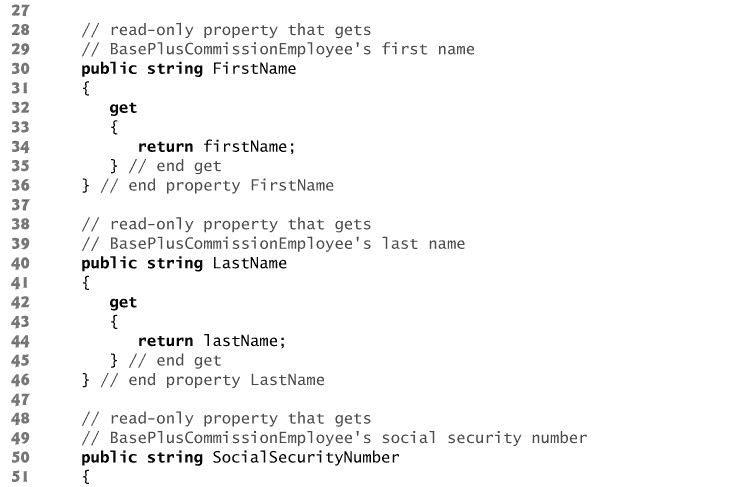 27
28 // read-only property that gets
29 // BasePlusCommissionEmployee's first name
30 public string FirstName
31 {
32 get
33 {
34 return firstName;
35 } // end get
36 } // end property FirstName
37
38 // read-only property that gets
39 // BasePlusCommissionEmployee's last name
40 public string LastName
41 {
42 get
43 {
44 return lastName;
45 } // end get
46 } // end property LastName
47
48 // read-only property that gets
49 // BasePlusCommissionEmployee's social security number
50 public string SocialSecurityNumber
51 {